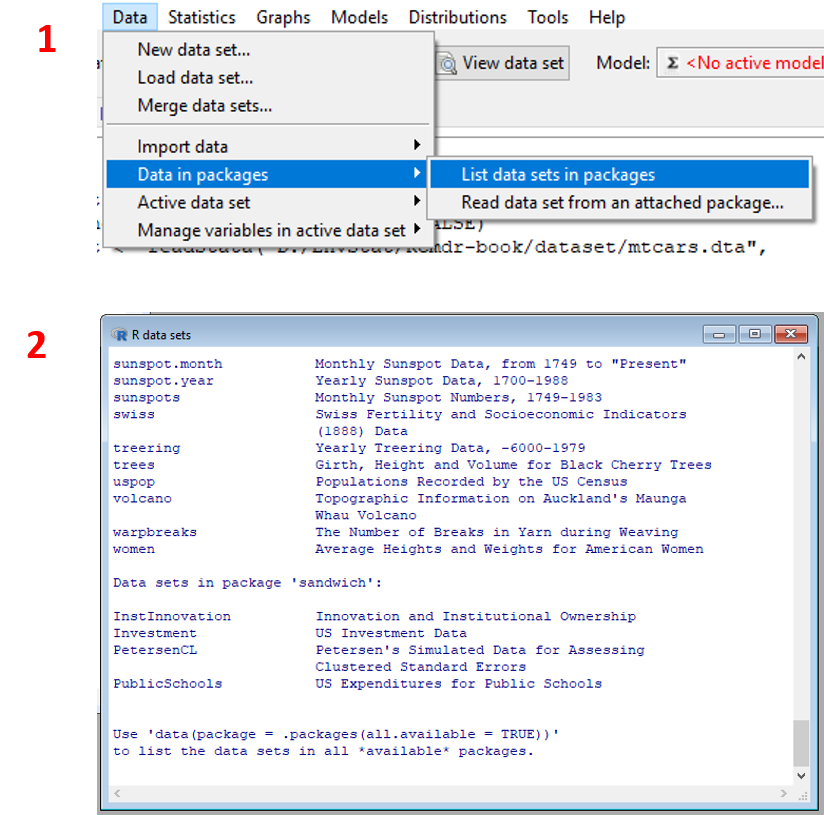 1
Data Statistics Graphs Models Distributions Tools Help
New data set...
View data set Model: Σ <No active model
Load data set...
Merge data sets...
Import data
Data in packages List data sets in packages
Active data set Read data set from an attached package...
Manage variables in active data set
/dataset/mtcars.dta",
2
R R data sets
sunspot.month Monthly Sunspot Data, from 1749 to "Present"
sunspot.year Yearly Sunspot Data, 1700-1988
sunspots Monthly Sunspot Numbers, 1749-1983
swiss Swiss Fertility and Socioeconomic Indicators
(1888) Data
treering Yearly Treering Data, -6000-1979
trees Girth, Height and Volume for Black Cherry Trees
uspop Populations Recorded by the US Census
volcano Topographic Information on Auckland's Maunga
Whau Volcano
warpbreaks The Number of Breaks in Yarn during Weaving
women Average Heights and Weights for American Women
Data sets in package 'sandwich':
InstInnovation Innovation and Institutional Ownership
Investment US Investment Data
PetersenCL Petersen's Simulated Data for Assessing
Clustered Standard Errors
PublicSchools US Expenditures for Public Schools
Use 'data(package = .packages(all.available = TRUE))'
to list the data sets in all *available* packages.